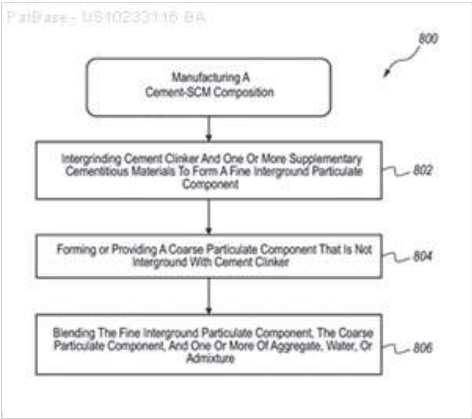 PatBase - US10233116 BA
800
Manufacturing A
Cement-SCM Composition
Intergrinding Cement Clinker And One Or More Supplementary
Cementitious Materials To Form A Fine Interground Particulate
Component
802
Forming or Providing A Coarse Particulate Component That Is Not
Interground With Cement Clinker
804
Blending The Fine Interground Particulate Component, The Coarse
Particulate Component, And One Or More Of Aggregate, Water, Or
Admixture
806